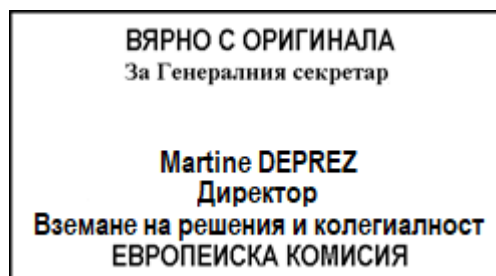 ВЯРНО С ОРИГИНАЛА
За Генералния секретар
Martine DEPREZ
Директор
Вземане на решения и колегиалност
ЕВРОПЕИСКА КОМИСИЯ